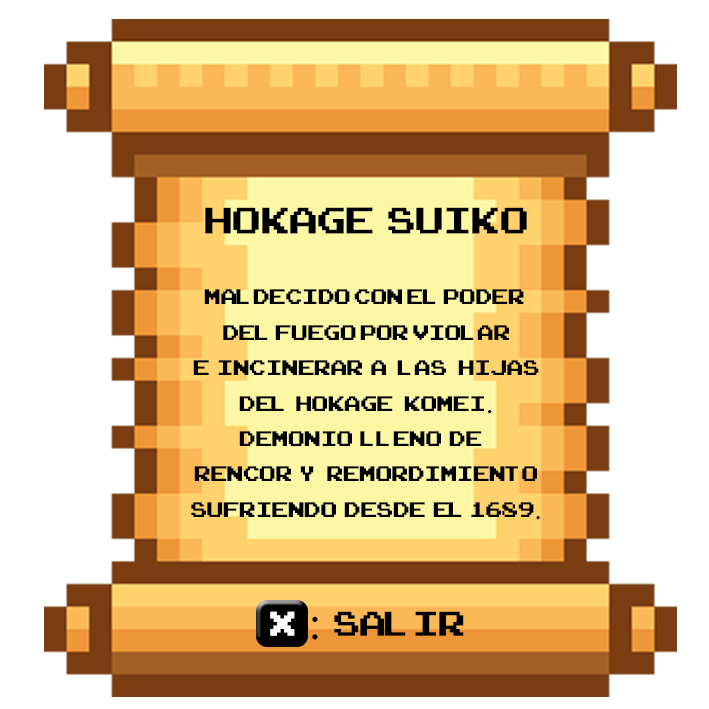 HOKAGE SUIKO
MALDECIDO CON EL PODER
DEL FUEGO POR VIOLAR
E INCINERAR A LAS HIJAS
DEL HOKAGE KOMEI.
DEMONIO LLENO DE
RENCOR Y REMORDIMIENTO
SUFRIENDO DESDE EL 1689.
X: SALIR